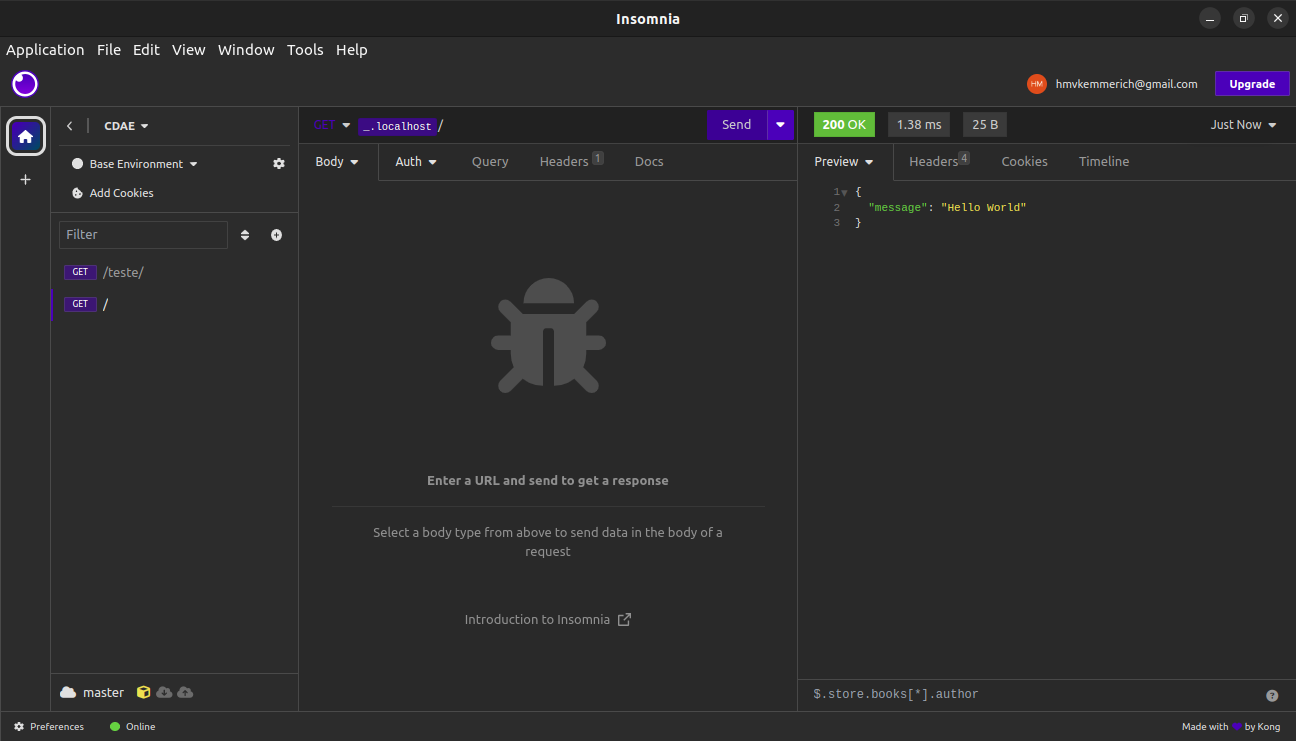 Insomnia
Application File Edit View Window Tools Help
HM hmvkemmerich@gmail.com Upgrade
CDAE
Base Environment
Add Cookies
Filter
GET /teste/
GET /
master
GET _.localhost / Send
Body Auth Query Headers 1 Docs
Enter a URL and send to get a response
Select a body type from above to send data in the body of a
request
Introduction to Insomnia
200 OK 1.38 ms 25 B Just Now
Preview Headers 4 Cookies Timeline
1 {
2 "message": "Hello World"
3 }
$.store.books[*].author ?
Preferences Online Made with ❤ by Kong